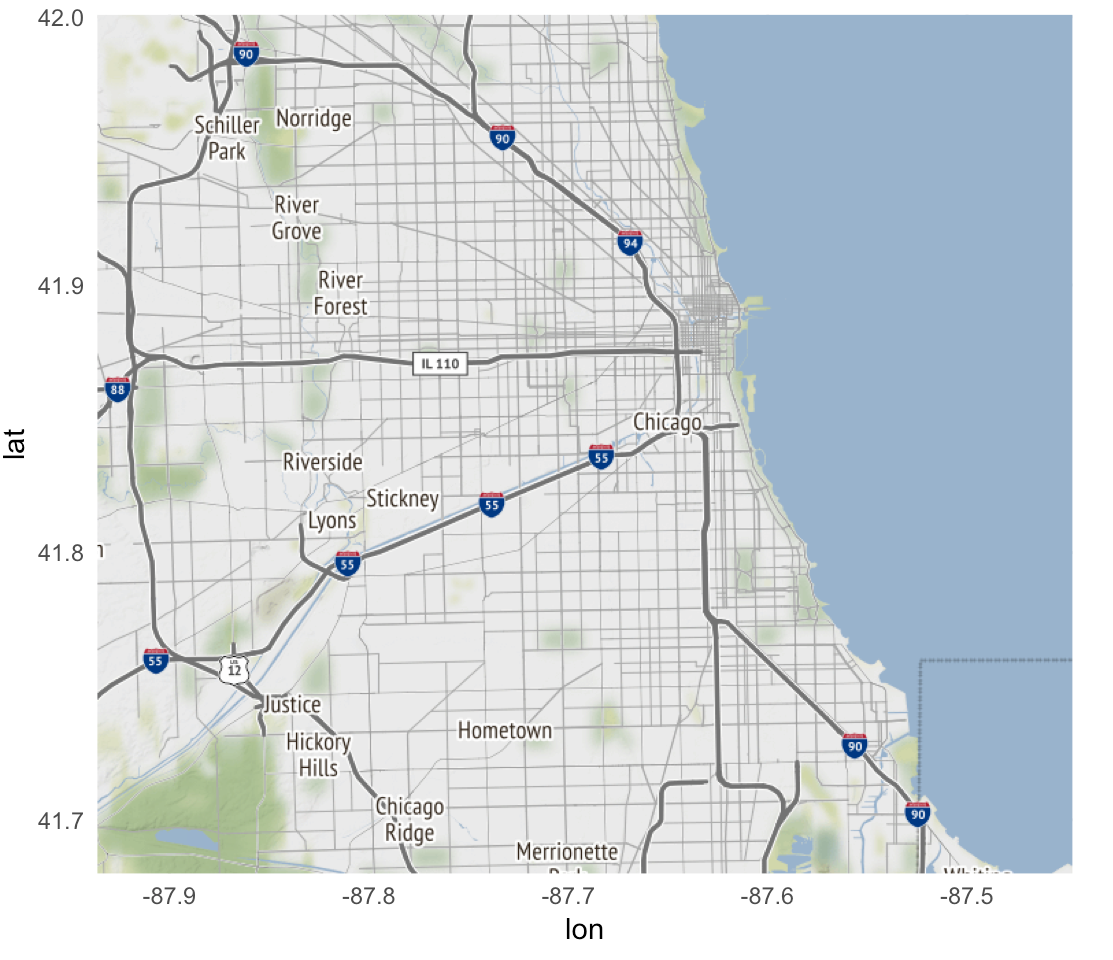 42.0
90
Norridge
Schiller
Park
90
River
Grove
94
41.9
River
Forest
IL 110
88
Chicago
55
Riverside
Stickney
55
Lyons
41.8
n
55
55
US
12
Justice
Hometown
Hickory
Hills
90
Chicago
Ridge
90
41.7
Merrionette
Whiting
-87.9
-87.8
-87.7
-87.6
-87.5
lon
lat